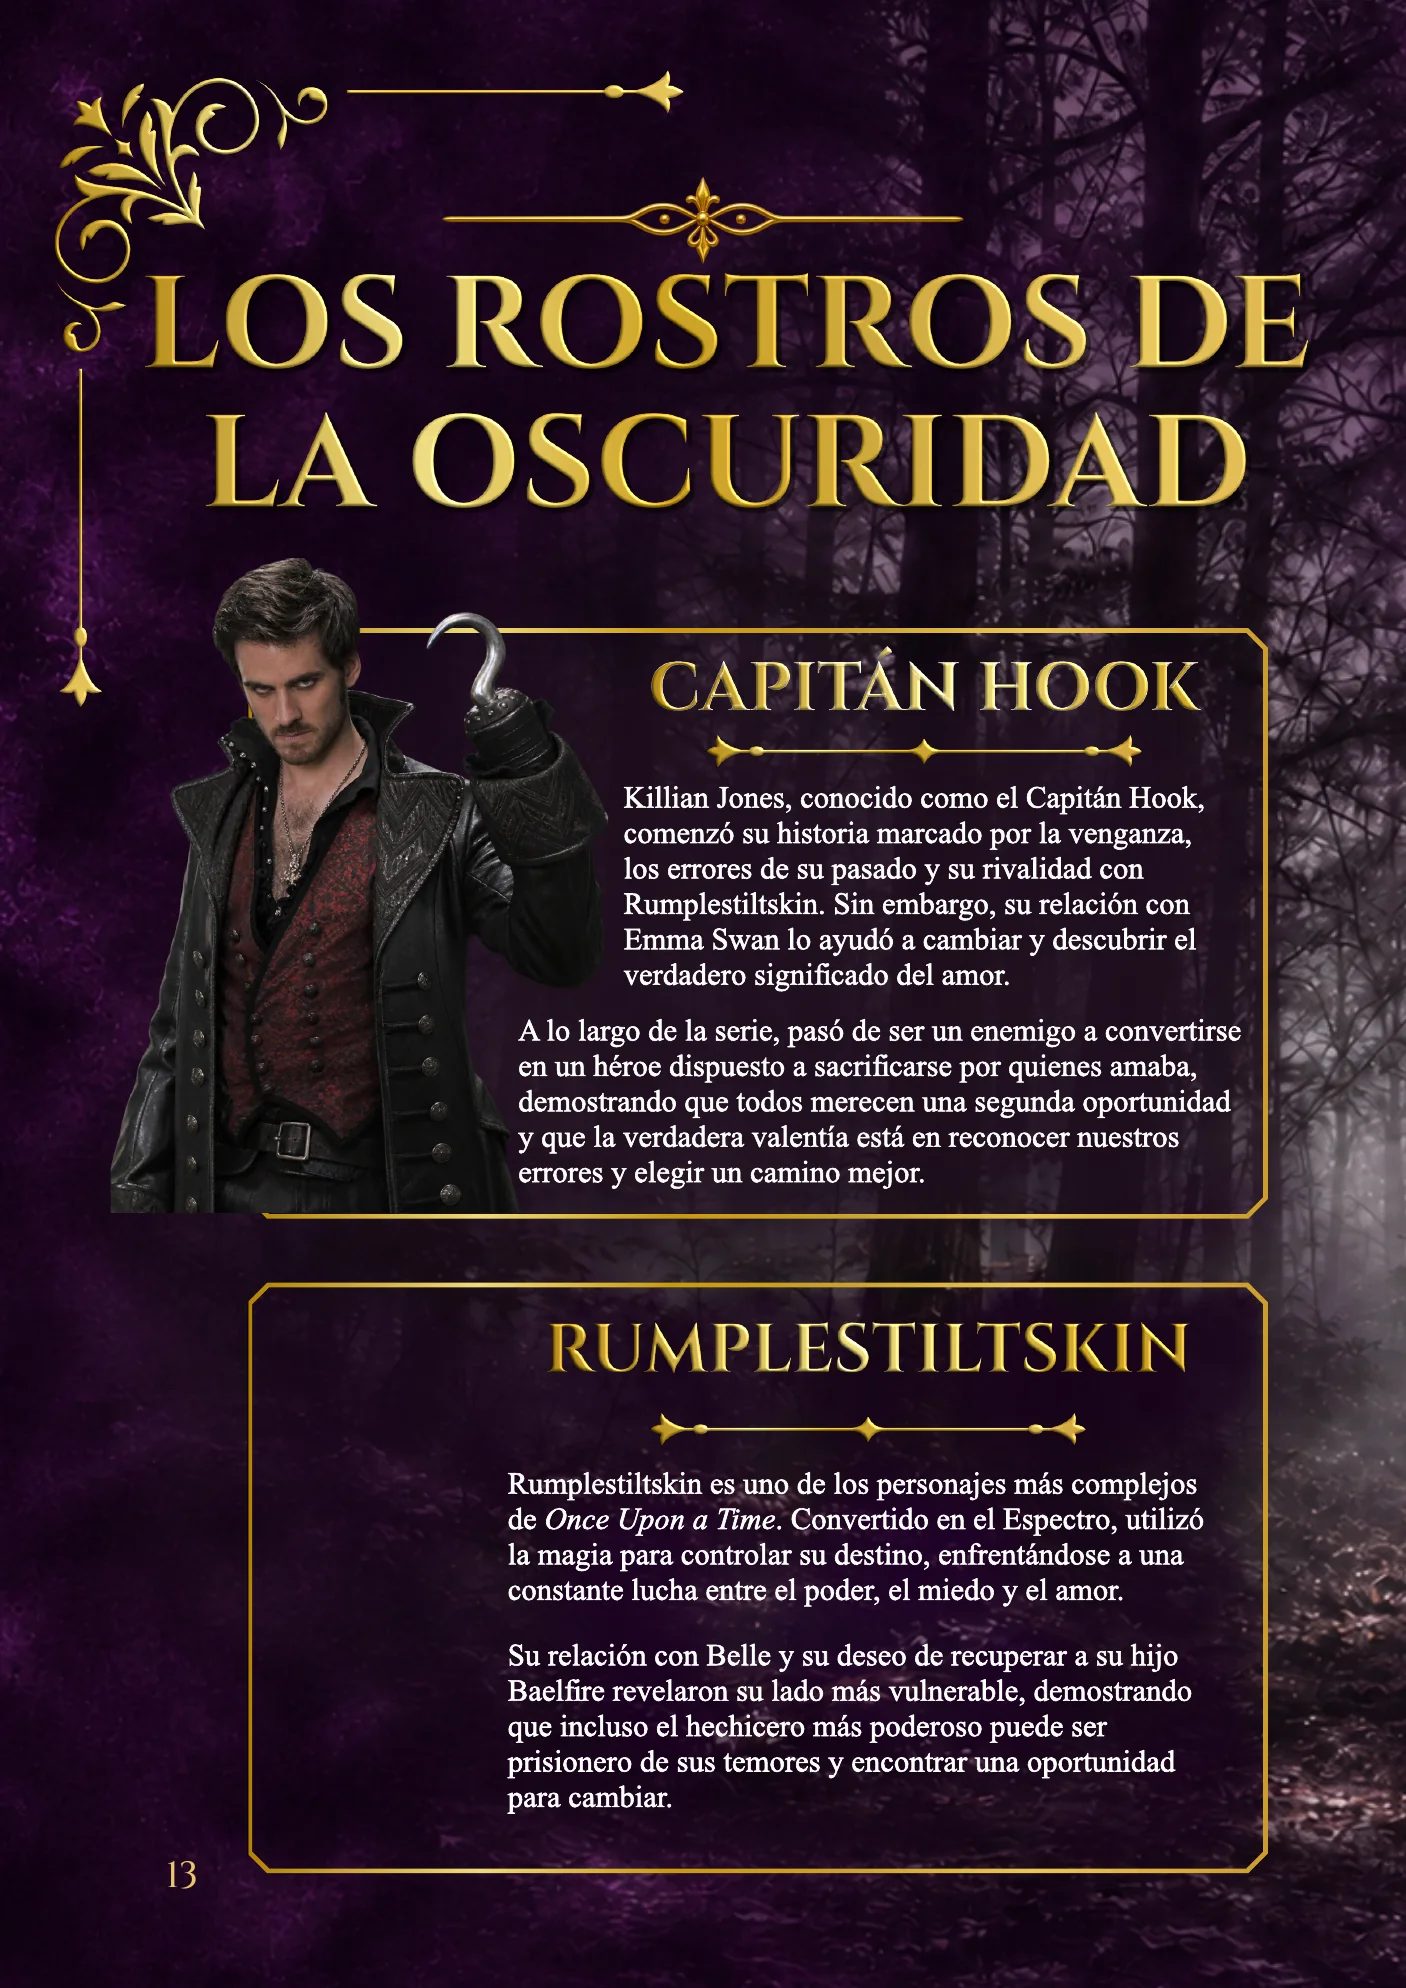 LOS ROSTROS DE
LA OSCURIDAD
CAPITÁN HOOK
Killian Jones, conocido como el Capitán Hook,
comenzó su historia marcado por la venganza,
los errores de su pasado y su rivalidad con
Rumplestiltskin. Sin embargo, su relación con
Emma Swan lo ayudó a cambiar y descubrir el
verdadero significado del amor.
A lo largo de la serie, pasó de ser un enemigo a convertirse
en un héroe dispuesto a sacrificarse por quienes amaba,
demostrando que todos merecen una segunda oportunidad
y que la verdadera valentía está en reconocer nuestros
errores y elegir un camino mejor.
RUMPLESTILTSKIN
Rumplestiltskin es uno de los personajes más complejos
de Once Upon a Time. Convertido en el Espectro, utilizó
la magia para controlar su destino, enfrentándose a una
constante lucha entre el poder, el miedo y el amor.
Su relación con Belle y su deseo de recuperar a su hijo
Baelfire revelaron su lado más vulnerable, demostrando
que incluso el hechicero más poderoso puede ser
prisionero de sus temores y encontrar una oportunidad
para cambiar.
13